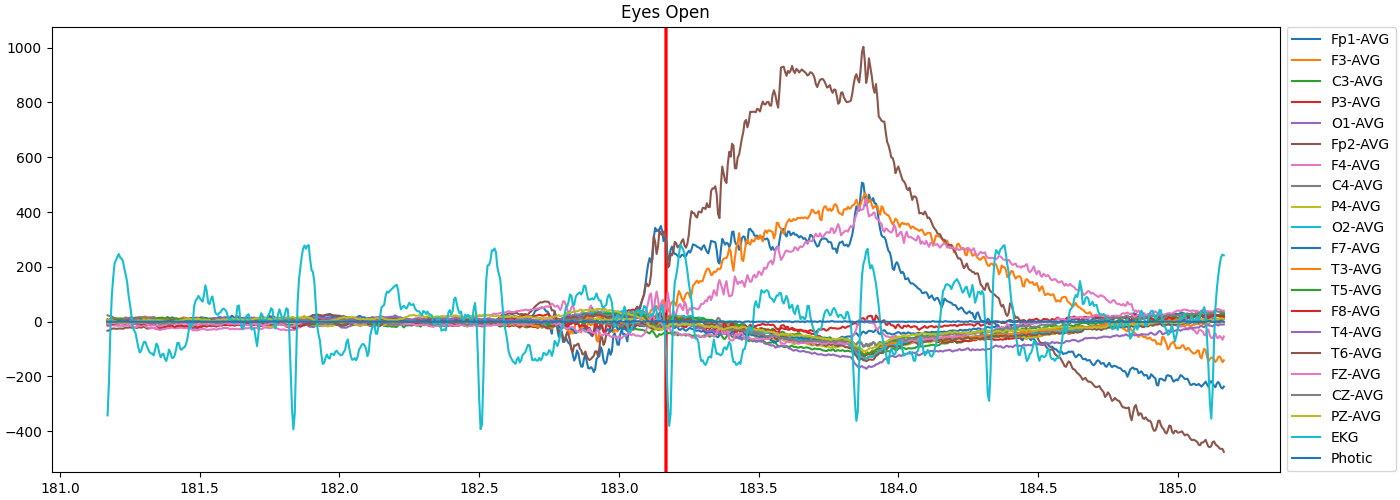 Eyes Open
1000
800
600
400
200
0
−200
−400
181.0 181.5 182.0 182.5 183.0 183.5 184.0 184.5 185.0
Fp1-AVG
F3-AVG
C3-AVG
P3-AVG
O1-AVG
Fp2-AVG
F4-AVG
C4-AVG
P4-AVG
O2-AVG
F7-AVG
T3-AVG
T5-AVG
F8-AVG
T4-AVG
T6-AVG
FZ-AVG
CZ-AVG
PZ-AVG
EKG
Photic